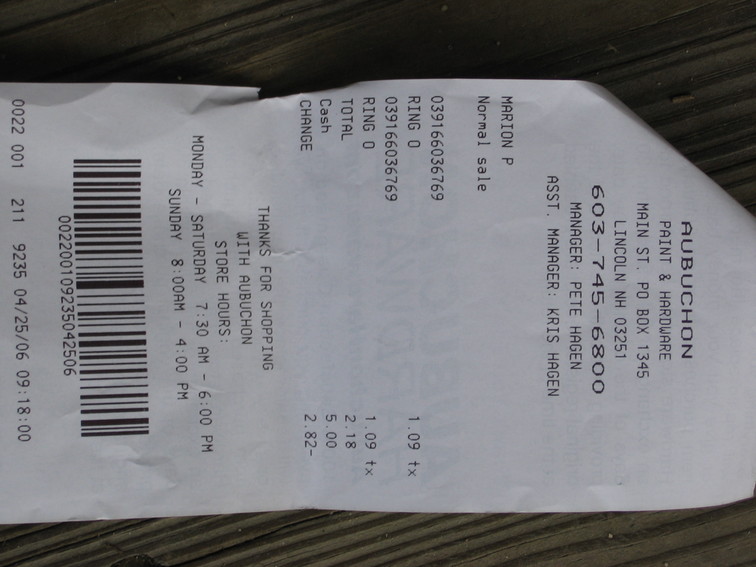 AUBUCHON
PAINT & HARDWARE
MAIN ST. PO BOX 1345
LINCOLN NH 03251
603-745-6800
MANAGER: PETE HAGEN
ASST. MANAGER: KRIS HAGEN
MARION P
Normal sale
039166036769
RING O 1.09 tx
039166036769
RING O 1.09 tx
TOTAL 2.18
Cash 5.00
CHANGE 2.82-
THANKS FOR SHOPPING
WITH AUBUCHON
STORE HOURS:
MONDAY - SATURDAY 7:30 AM - 6:00 PM
SUNDAY 8:00AM - 4:00 PM
002200109235042506
0022 001 211 9235 04/25/06 09:18:00